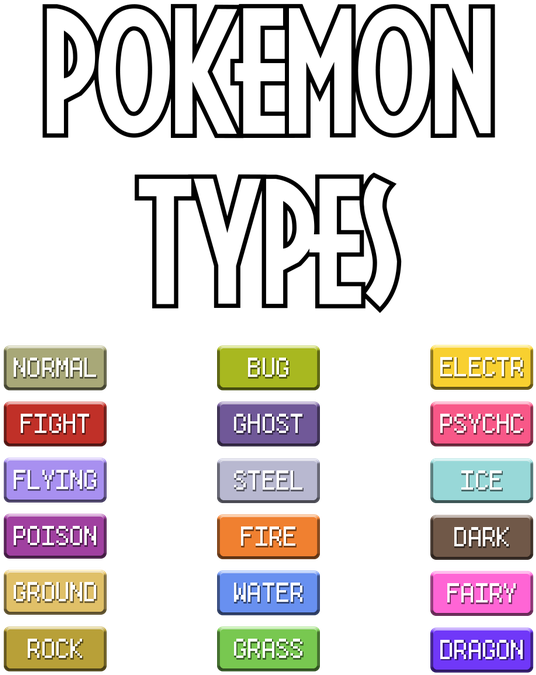 POKEMON
TYPES
NORMAL BUG ELECTR
FIGHT GHOST PSYCHC
FLYING STEEL ICE
POISON FIRE DARK
GROUND WATER FAIRY
ROCK GRASS DRAGON